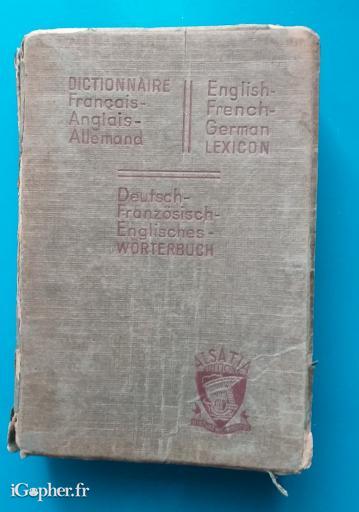 DICTIONNAIRE
Français-
Anglais-
Allemand
English-
French-
German
LEXICON
Deutsch-
Französisch-
Englisches-
WÖRTERBUCH
ALSATIA
iGopher.fr